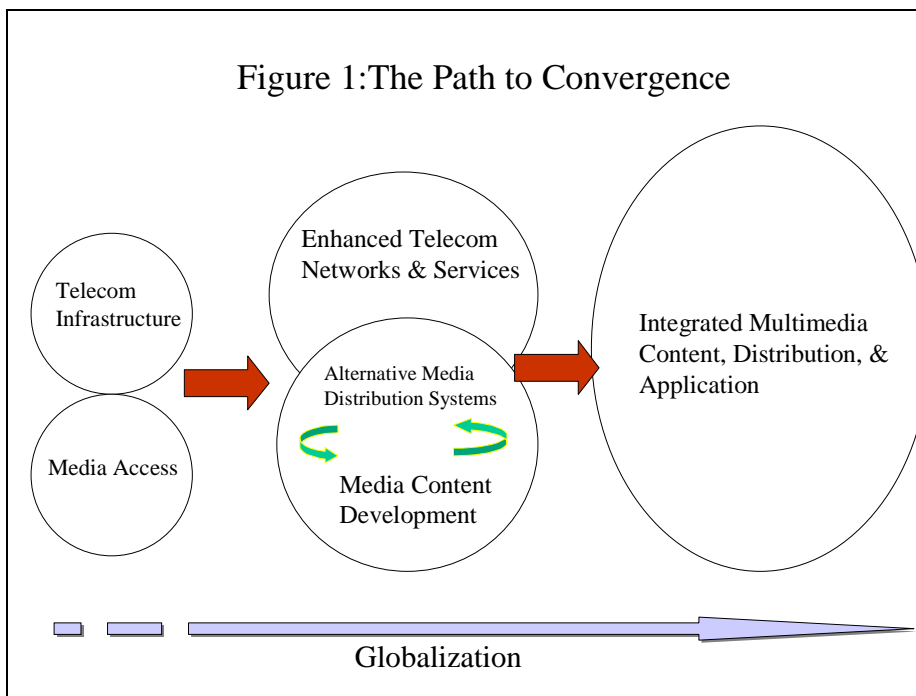 Figure 1:The Path to Convergence
Telecom
Infrastructure
Media Access
Enhanced Telecom
Networks & Services
Alternative Media
Distribution Systems
Media Content
Development
Integrated Multimedia
Content, Distribution, &
Application
Globalization